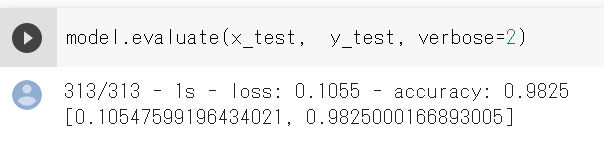 model.evaluate(x_test,  y_test, verbose=2)
313/313 - 1s - loss: 0.1055 - accuracy: 0.9825
[0.10547599196434021, 0.9825000166893005]